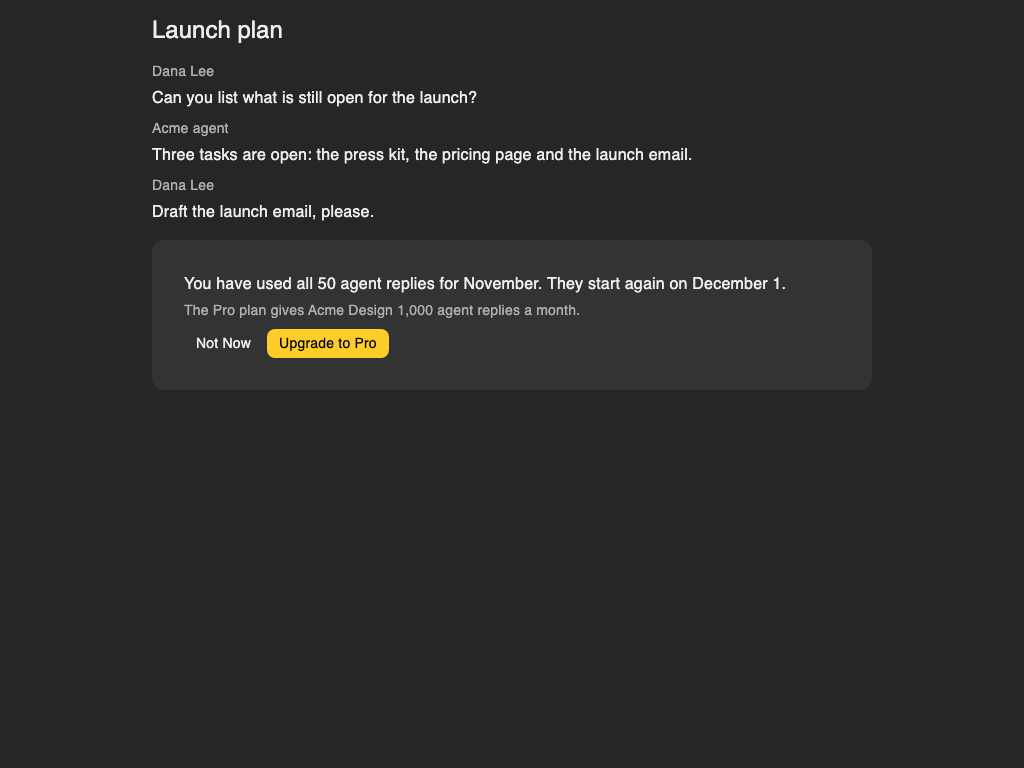 Launch plan
Dana Lee
Can you list what is still open for the launch?
Acme agent
Three tasks are open: the press kit, the pricing page and the launch email.
Dana Lee
Draft the launch email, please.
You have used all 50 agent replies for November. They start again on December 1.
The Pro plan gives Acme Design 1,000 agent replies a month.
Not Now
Upgrade to Pro